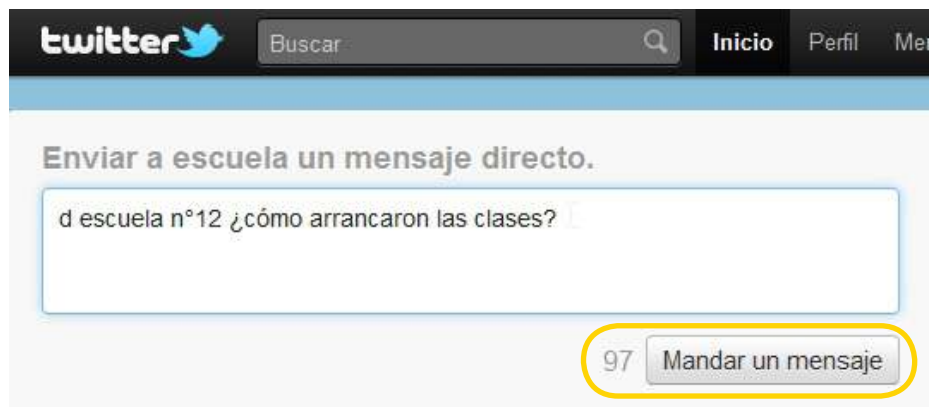 twitter
Buscar
Inicio Perfil Me
Enviar a escuela un mensaje directo.
d escuela n°12 ¿cómo arrancaron las clases?
97 Mandar un mensaje